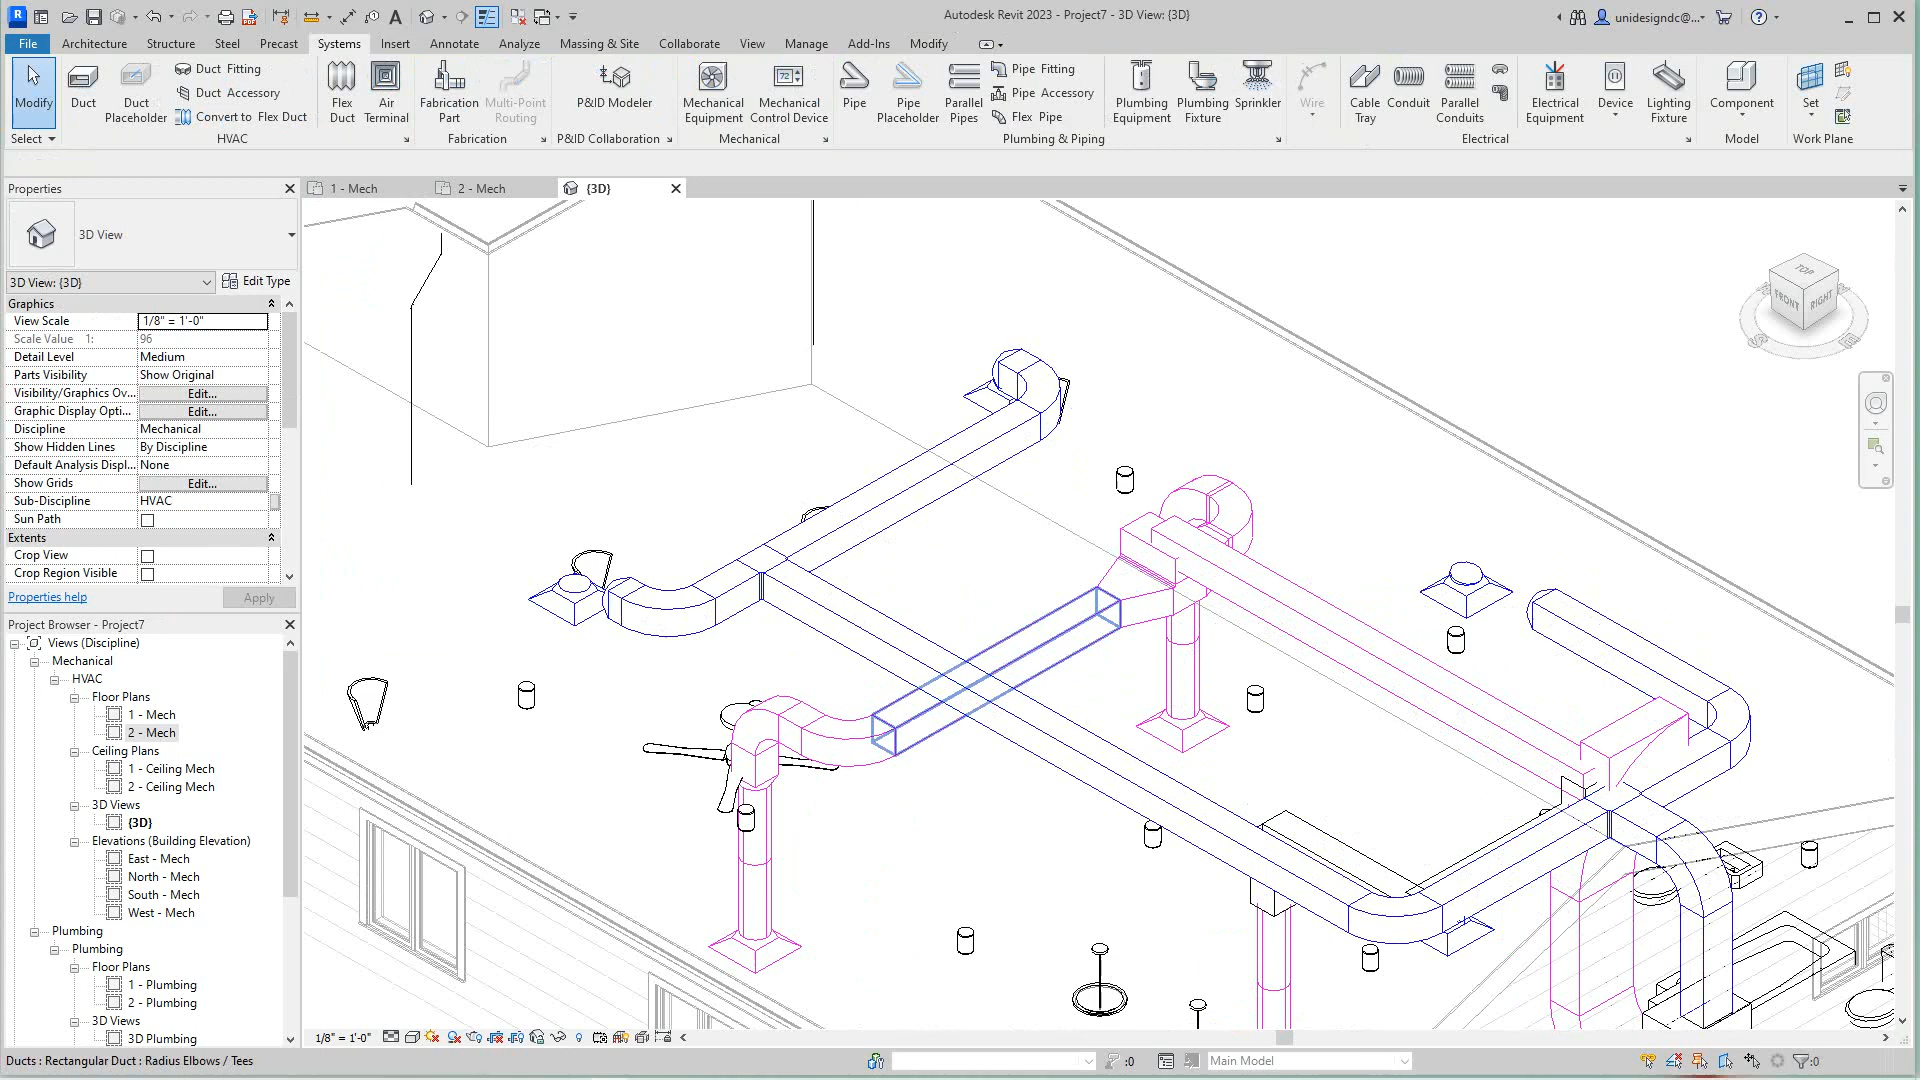 Autodesk Revit 2023 - Project7 - 3D View: {3D}
unidesigndc@...
File Architecture Structure Steel Precast Systems Insert Annotate Analyze Massing & Site Collaborate View Manage Add-Ins Modify
Modify
Select
Duct
Duct Placeholder
Duct Fitting
Duct Accessory
Convert to Flex Duct
HVAC
Flex Duct
Air Terminal
Fabrication Part
Multi-Point Routing
Fabrication
P&ID Modeler
P&ID Collaboration
Mechanical Equipment
72
Mechanical Control Device
Mechanical
Pipe
Pipe Placeholder
Parallel Pipes
Pipe Fitting
Pipe Accessory
Flex Pipe
Plumbing Equipment
Plumbing Fixture
Sprinkler
Plumbing & Piping
Wire
Cable Tray
Conduit
Parallel Conduits
Electrical Equipment
Device
Lighting Fixture
Electrical
Component
Model
Set
Work Plane
Properties
3D View
3D View: {3D}
Edit Type
Graphics
View Scale 1/8" = 1'-0"
Scale Value 1: 96
Detail Level Medium
Parts Visibility Show Original
Visibility/Graphics Ov... Edit...
Graphic Display Opti... Edit...
Discipline Mechanical
Show Hidden Lines By Discipline
Default Analysis Displ... None
Show Grids Edit...
Sub-Discipline HVAC
Sun Path
Extents
Crop View
Crop Region Visible
Properties help
Apply
Project Browser - Project7
Views (Discipline)
Mechanical
HVAC
Floor Plans
1 - Mech
2 - Mech
Ceiling Plans
1 - Ceiling Mech
2 - Ceiling Mech
3D Views
{3D}
Elevations (Building Elevation)
East - Mech
North - Mech
South - Mech
West - Mech
Plumbing
Plumbing
Floor Plans
1 - Plumbing
2 - Plumbing
3D Views
3D Plumbing
1 - Mech
2 - Mech
{3D}
TOP
FRONT
RIGHT
S
E
1/8" = 1'-0"
Ducts : Rectangular Duct : Radius Elbows / Tees
:0
Main Model
:0